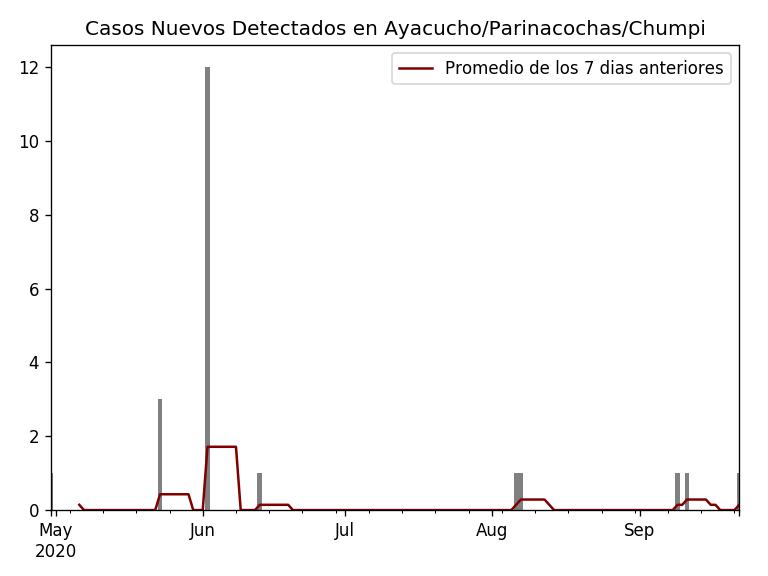 Casos Nuevos Detectados en Ayacucho/Parinacochas/Chumpi
Promedio de los 7 dias anteriores
12
10
8
6
4
2
0
May Jun Jul Aug Sep
2020